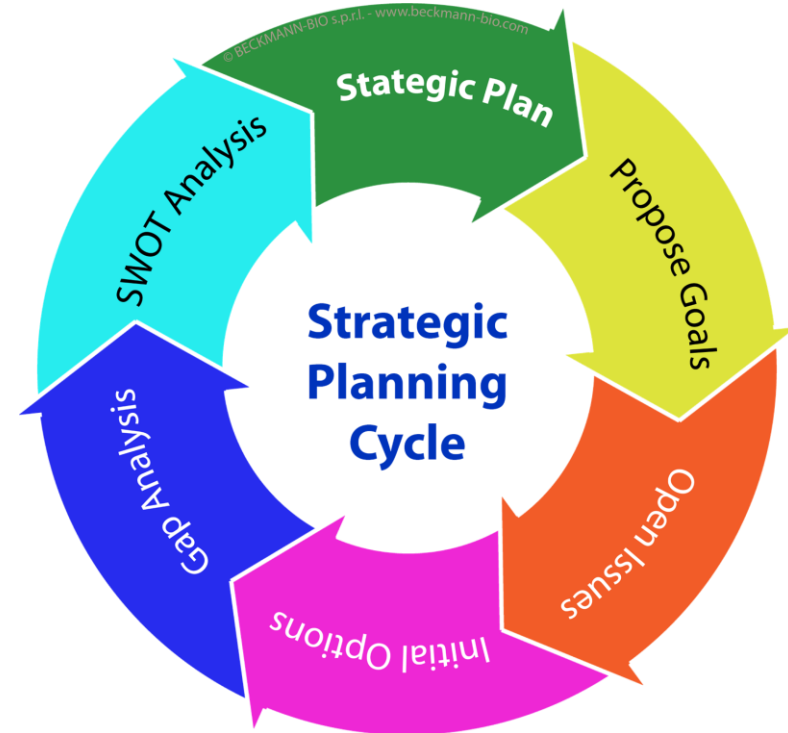 © BECKMANN-BIO s.p.r.l. - www.beckmann-bio.com
Stategic Plan
Propose Goals
Open Issues
Initial Options
Gap Analysis
SWOT Analysis
Strategic
Planning
Cycle